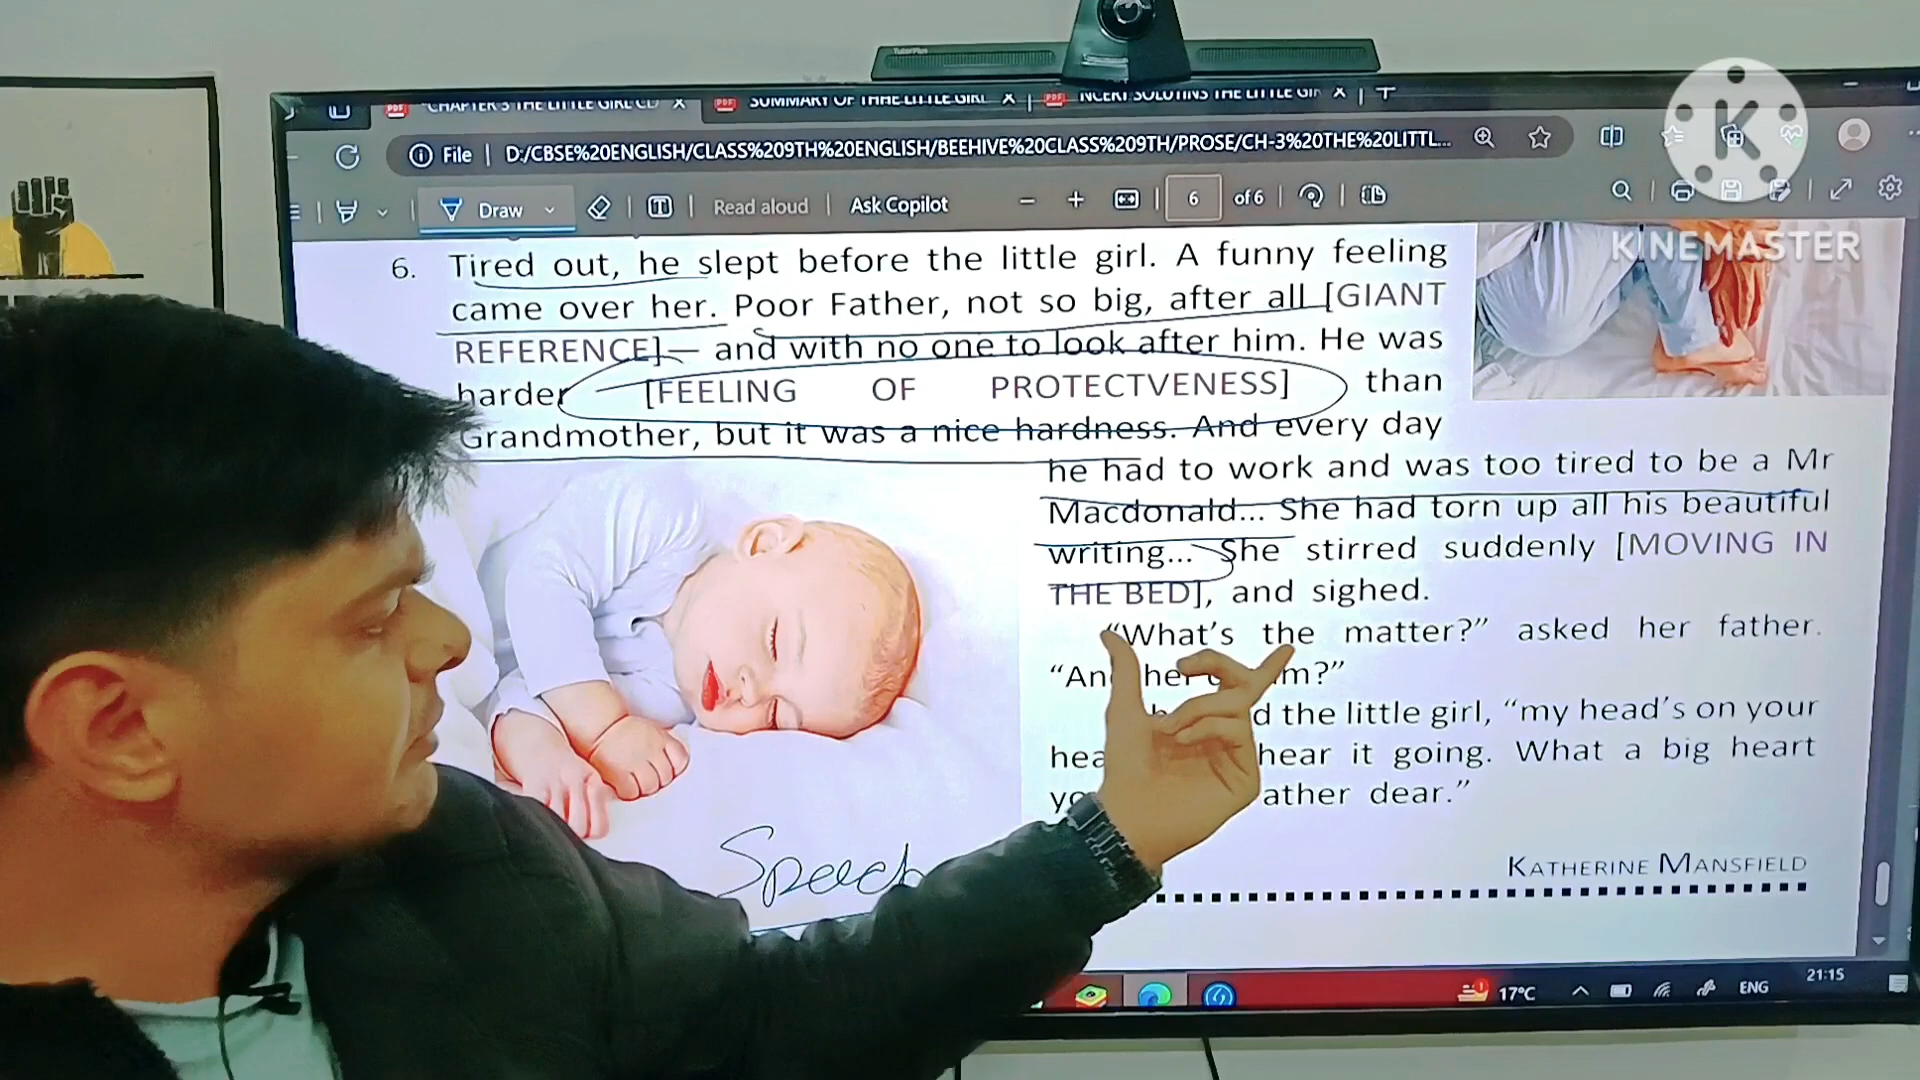 TutorPlus
"CHAPTER 3 THE LITTLE GIRL CL X
PDF SUMMARY OF THHE LITTLE GIRL X
PDF NCERT SOLUTINS THE LITTLE GIR X
File D:/CBSE%20ENGLISH/CLASS%209TH%20ENGLISH/BEEHIVE%20CLASS%209TH/PROSE/CH-3%20THE%20LITTL...
K
KINEMASTER
Draw Read aloud Ask Copilot 6 of 6
6. Tired out, he slept before the little girl. A funny feeling
came over her. Poor Father, not so big, after all [GIANT
REFERENCE]— and with no one to look after him. He was
harder [FEELING OF PROTECTVENESS] than
Grandmother, but it was a nice hardness. And every day
he had to work and was too tired to be a Mr
Macdonald... She had torn up all his beautiful
writing... She stirred suddenly [MOVING IN
THE BED], and sighed.
"What's the matter?" asked her father.
"An
d the little girl, "my head's on your
hear it going. What a big heart
ather dear."
Speech
KATHERINE MANSFIELD
17°C ENG 21:15